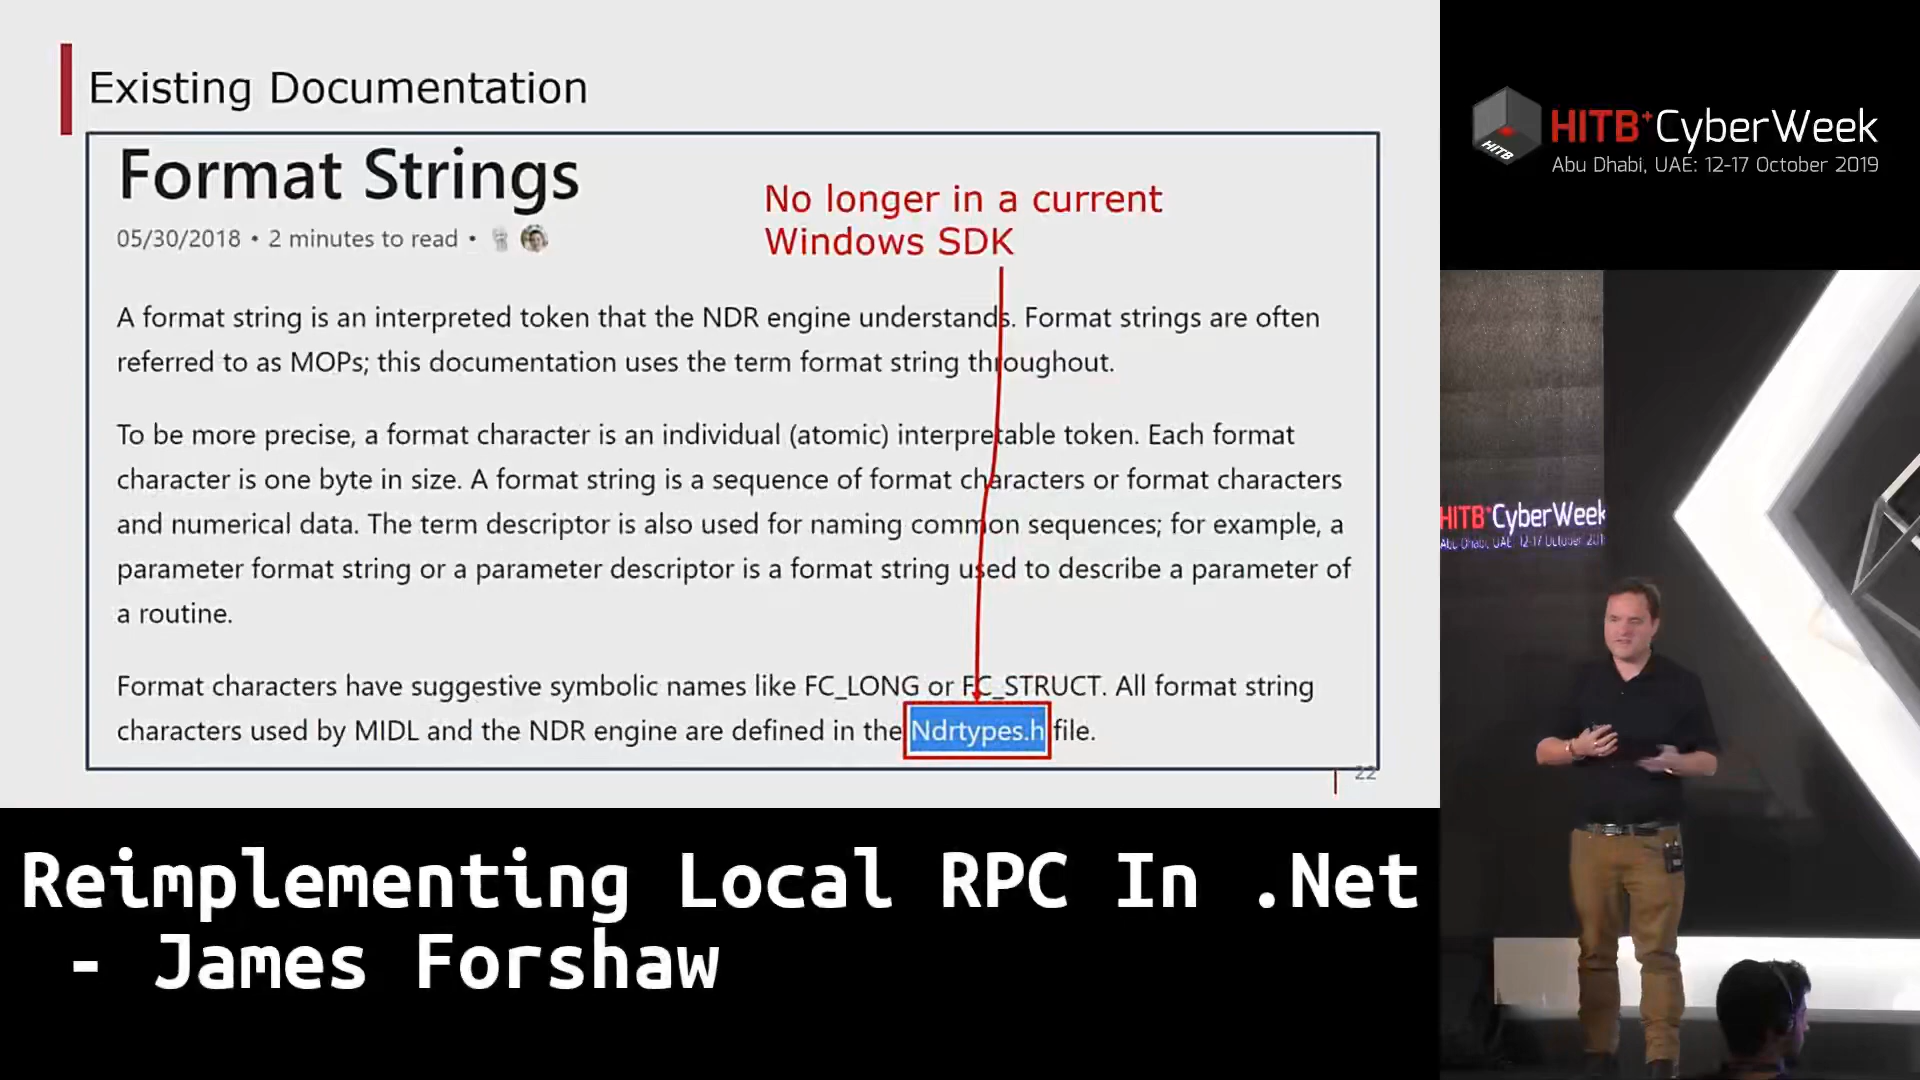 Existing Documentation
Format Strings
05/30/2018 • 2 minutes to read •
No longer in a current
Windows SDK
A format string is an interpreted token that the NDR engine understands. Format strings are often
referred to as MOPs; this documentation uses the term format string throughout.
To be more precise, a format character is an individual (atomic) interpretable token. Each format
character is one byte in size. A format string is a sequence of format characters or format characters
and numerical data. The term descriptor is also used for naming common sequences; for example, a
parameter format string or a parameter descriptor is a format string used to describe a parameter of
a routine.
Format characters have suggestive symbolic names like FC_LONG or FC_STRUCT. All format string
characters used by MIDL and the NDR engine are defined in the Ndrtypes.h file.
22
HITB+CyberWeek
Abu Dhabi, UAE: 12-17 October 2019
HITB
HITB+CyberWeek
Abu Dhabi, UAE: 12-17 October 201
Reimplementing Local RPC In .Net
- James Forshaw